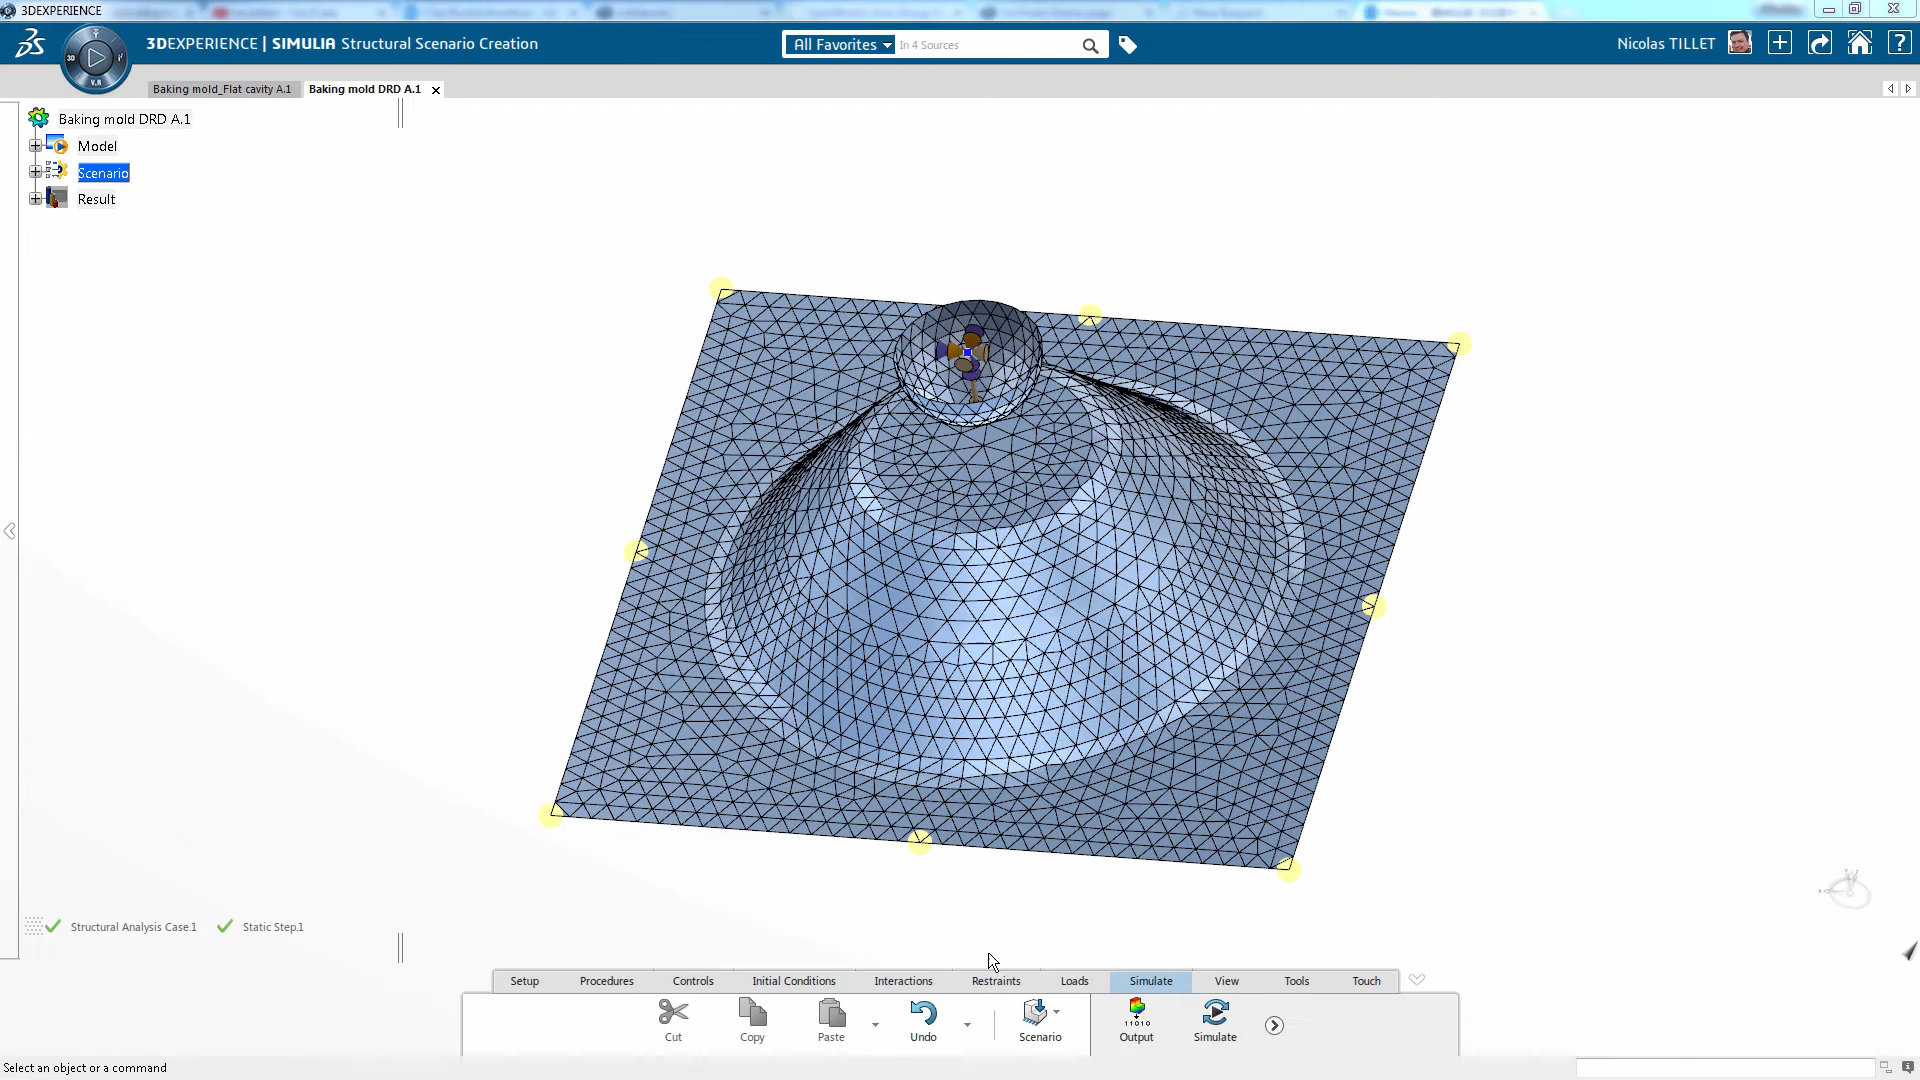 3DEXPERIENCE
3DEXPERIENCE | SIMULIA Structural Scenario Creation
3D
V.R
All Favorites
In 4 Sources
Nicolas TILLET
?
Baking mold_Flat cavity A.1
Baking mold DRD A.1
Baking mold DRD A.1
Model
Scenario
Result
Structural Analysis Case.1
Static Step.1
Setup
Procedures
Controls
Initial Conditions
Interactions
Restraints
Loads
Simulate
View
Tools
Touch
Cut
Copy
Paste
Undo
Scenario
11010
Output
Simulate
Select an object or a command